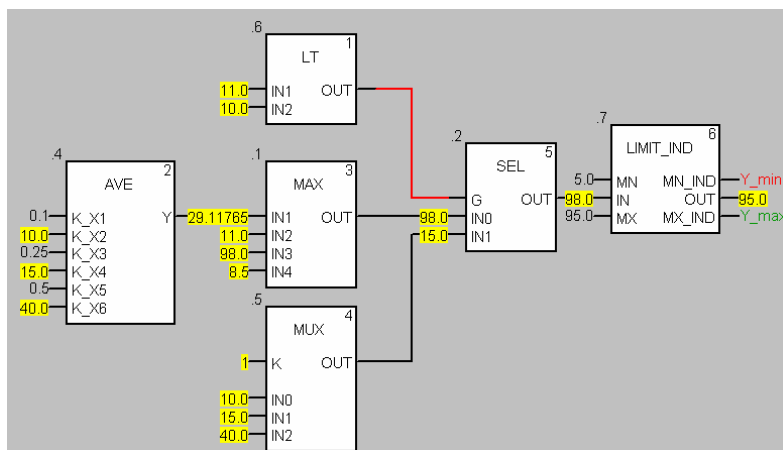 .6
1
LT
11.0 IN1 OUT
10.0 IN2
.4
2
AVE
0.1 K_X1 Y 29.11765
10.0 K_X2
0.25 K_X3
15.0 K_X4
0.5 K_X5
40.0 K_X6
.1
3
MAX
IN1 OUT 98.0
11.0 IN2
98.0 IN3
8.5 IN4
.5
4
MUX
1 K OUT 15.0
10.0 IN0
15.0 IN1
40.0 IN2
.2
5
SEL
G
IN0 OUT 98.0
IN1
.7
6
LIMIT_IND
5.0 MN MN_IND Y_min
IN OUT 95.0
95.0 MX MX_IND Y_max